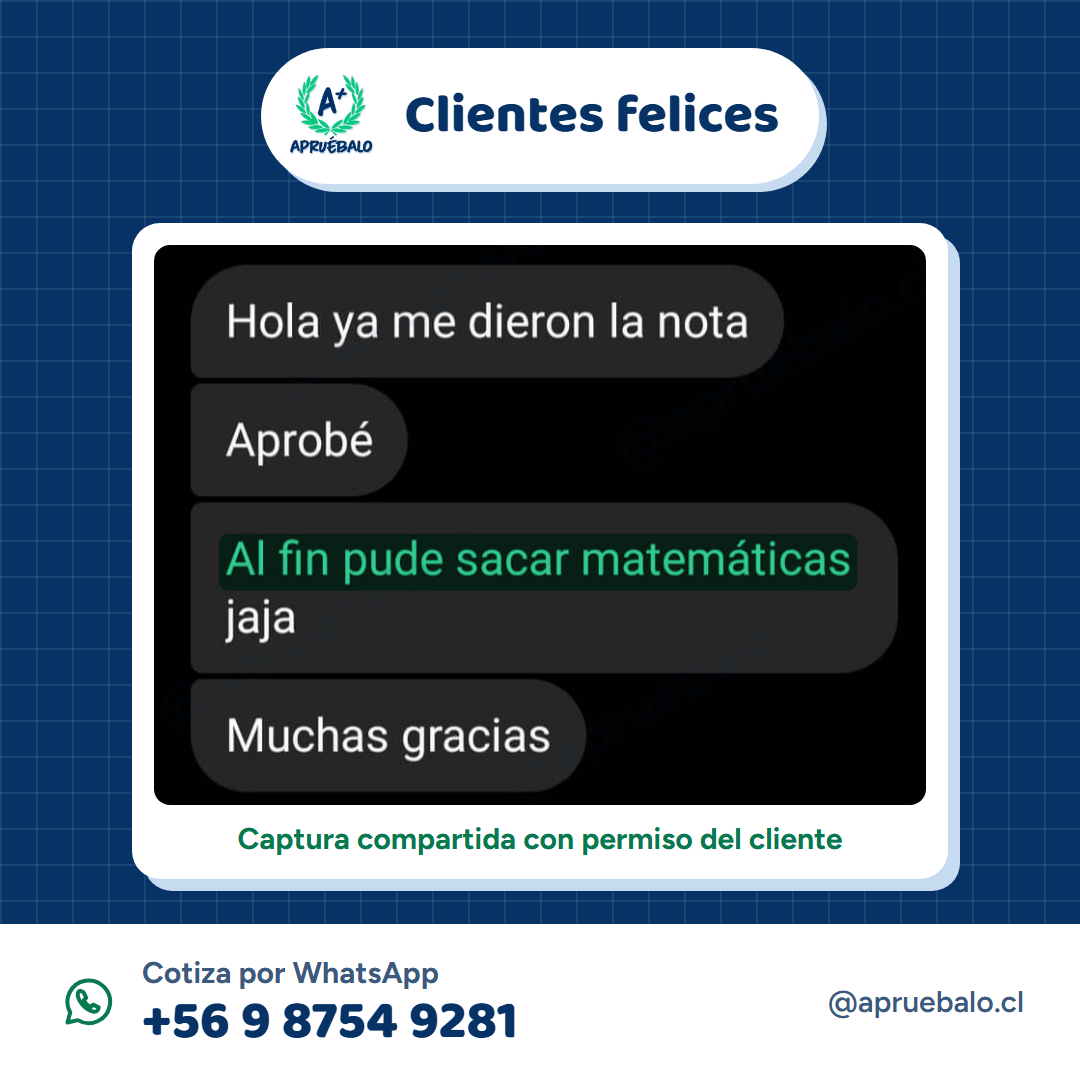 A+
APRUÉBALO
Clientes felices
Hola ya me dieron la nota
Aprobé
Al fin pude sacar matemáticas
jaja
Muchas gracias
@apruebalo.c
Captura compartida con permiso del cliente
Cotiza por WhatsApp
+56 9 8754 9281
@apruebalo.cl